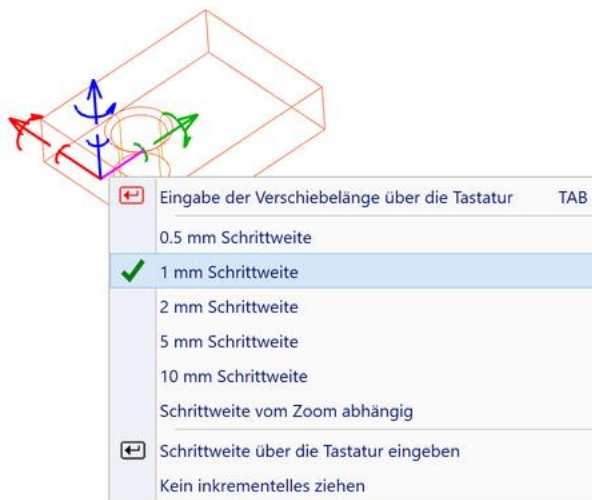 Eingabe der Verschiebelänge über die Tastatur TAB
0.5 mm Schrittweite
1 mm Schrittweite
2 mm Schrittweite
5 mm Schrittweite
10 mm Schrittweite
Schrittweite vom Zoom abhängig
Schrittweite über die Tastatur eingeben
Kein inkrementelles ziehen